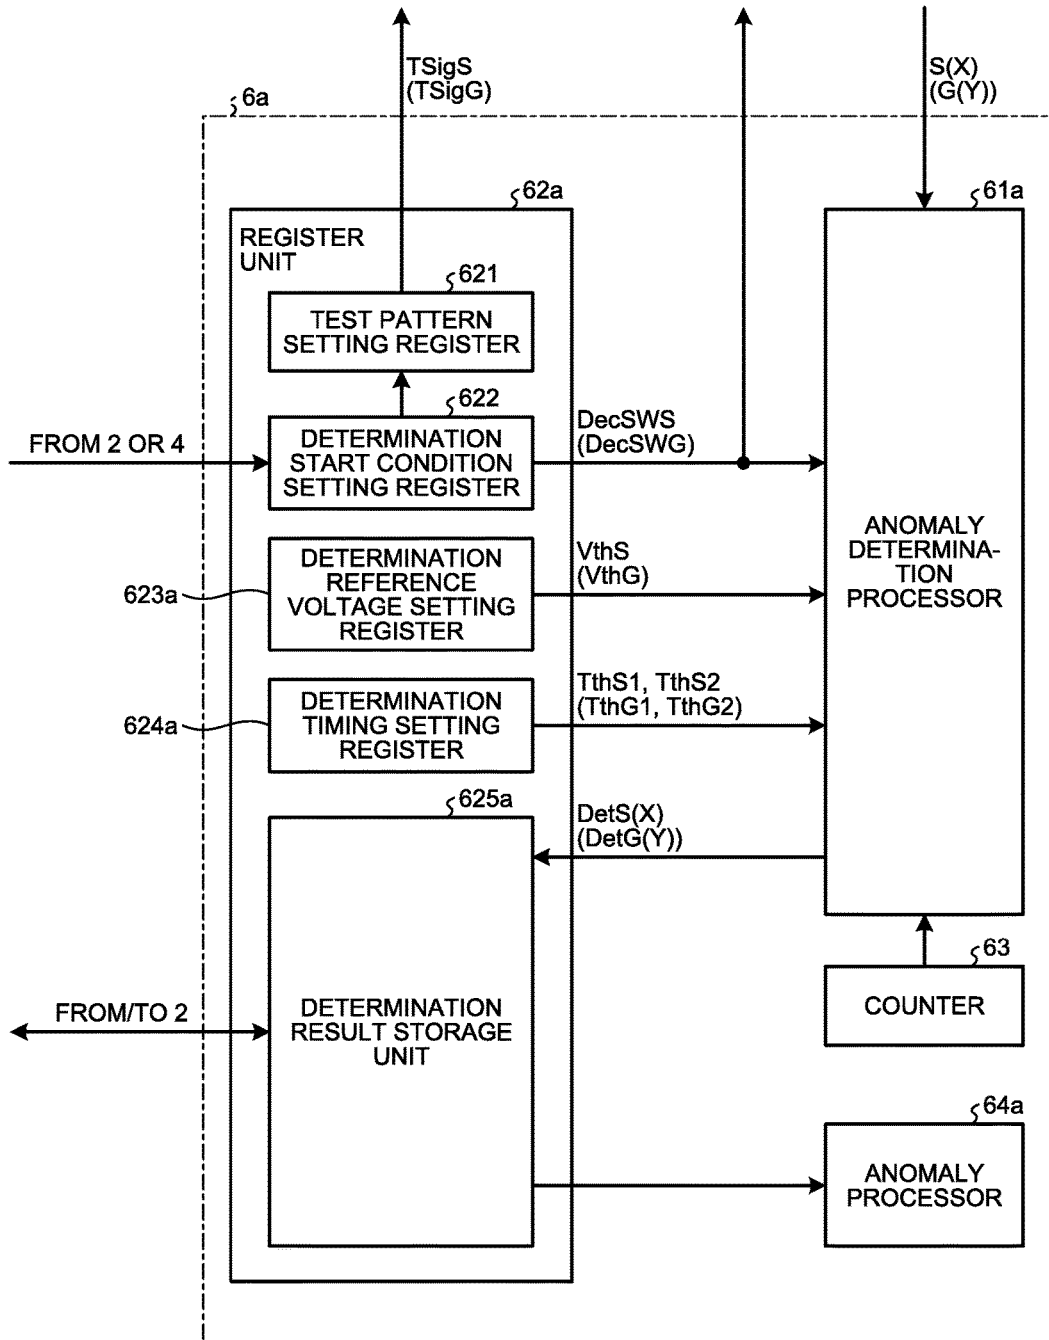 TSigS
(TSigG)
S(X)
(G(Y))
6a
62a
61a
REGISTER
UNIT
621
TEST PATTERN
SETTING REGISTER
622
FROM 2 OR 4
DETERMINATION
START CONDITION
SETTING REGISTER
DecSWS
(DecSWG)
ANOMALY
DETERMINA-
TION
PROCESSOR
623a
DETERMINATION
REFERENCE
VOLTAGE SETTING
REGISTER
VthS
(VthG)
624a
DETERMINATION
TIMING SETTING
REGISTER
TthS1, TthS2
(TthG1, TthG2)
625a
DetS(X)
(DetG(Y))
63
COUNTER
FROM/TO 2
DETERMINATION
RESULT STORAGE
UNIT
64a
ANOMALY
PROCESSOR